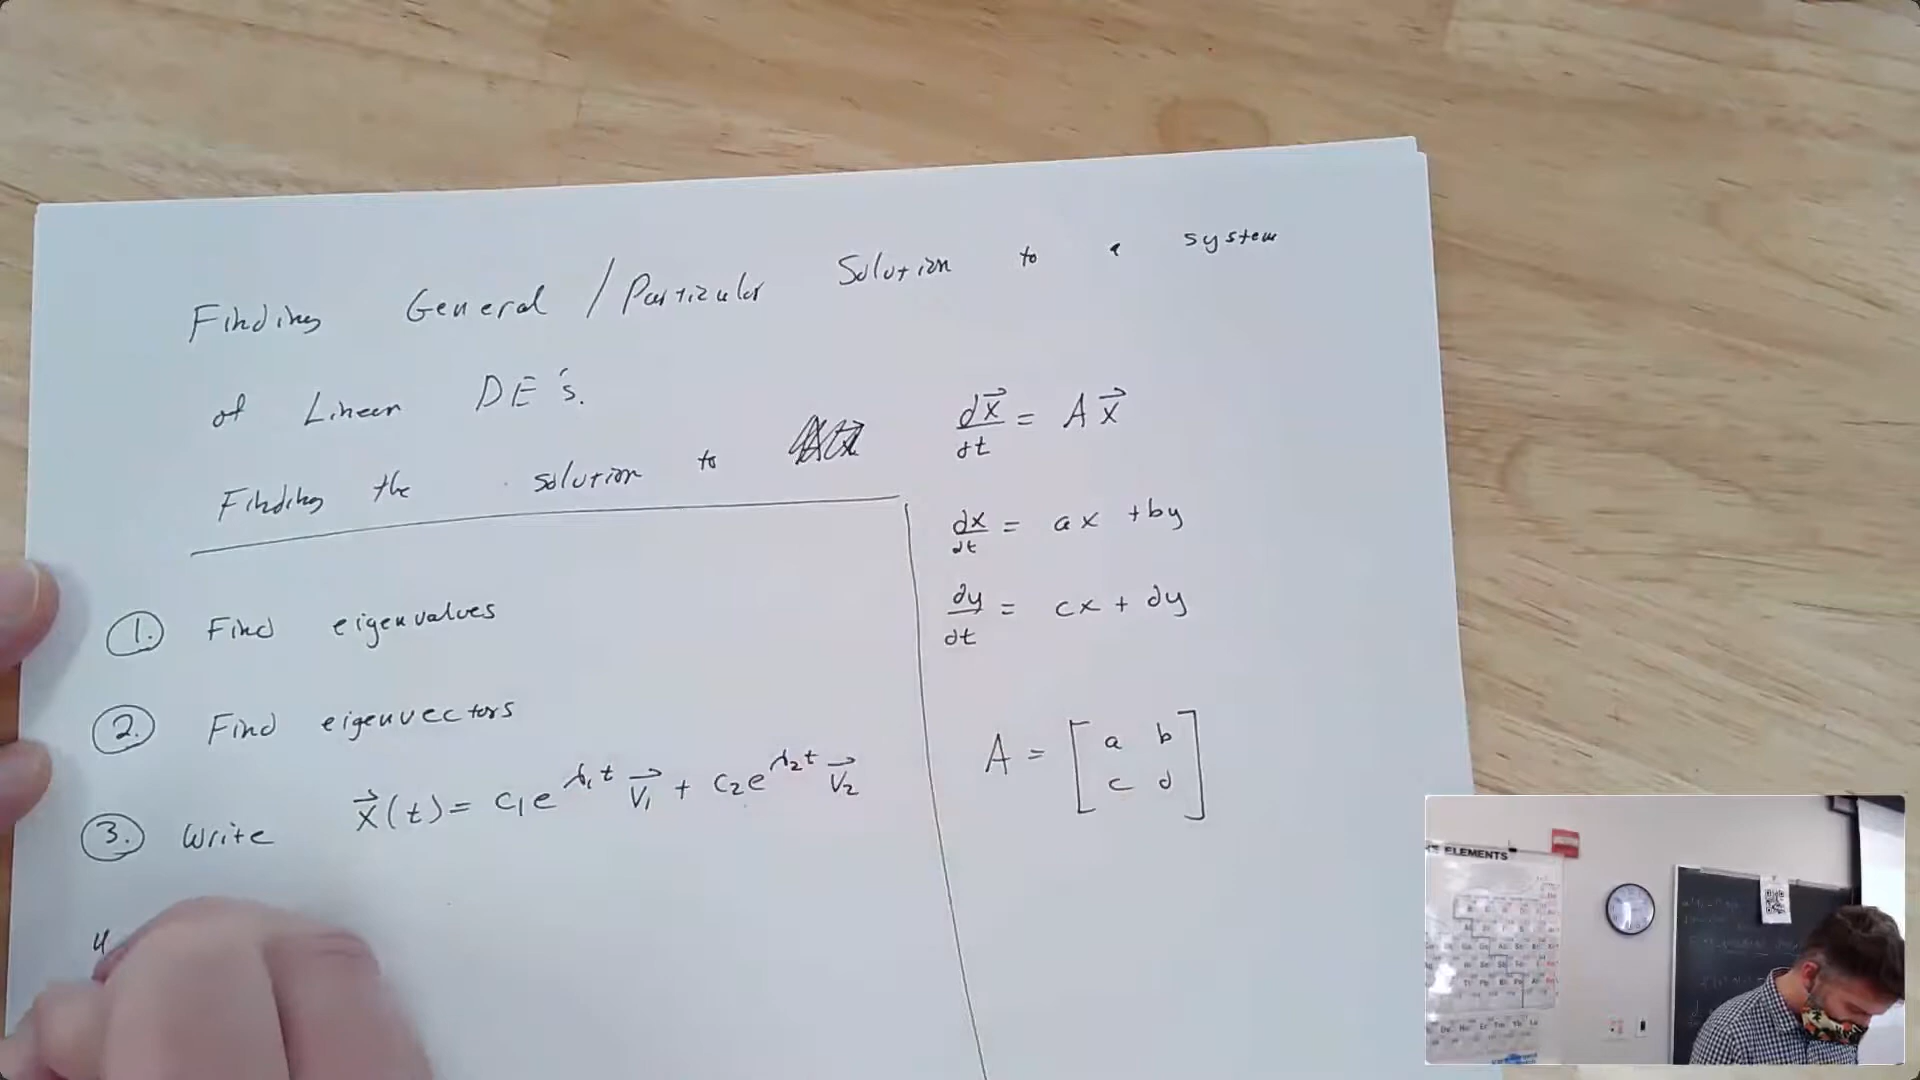 Finding General / Particular Solution to a system
of Linear DE's.
Finding the solution to
1. Find eigenvalues
2. Find eigenvectors
3. Write x⃗(t) = c₁e^λ₁t v⃗₁ + c₂e^λ₂t v⃗₂
4
dx⃗/dt = Ax⃗
dx/dt = ax + by
dy/dt = cx + dy
A = [a b
c d]
ELEMENTS